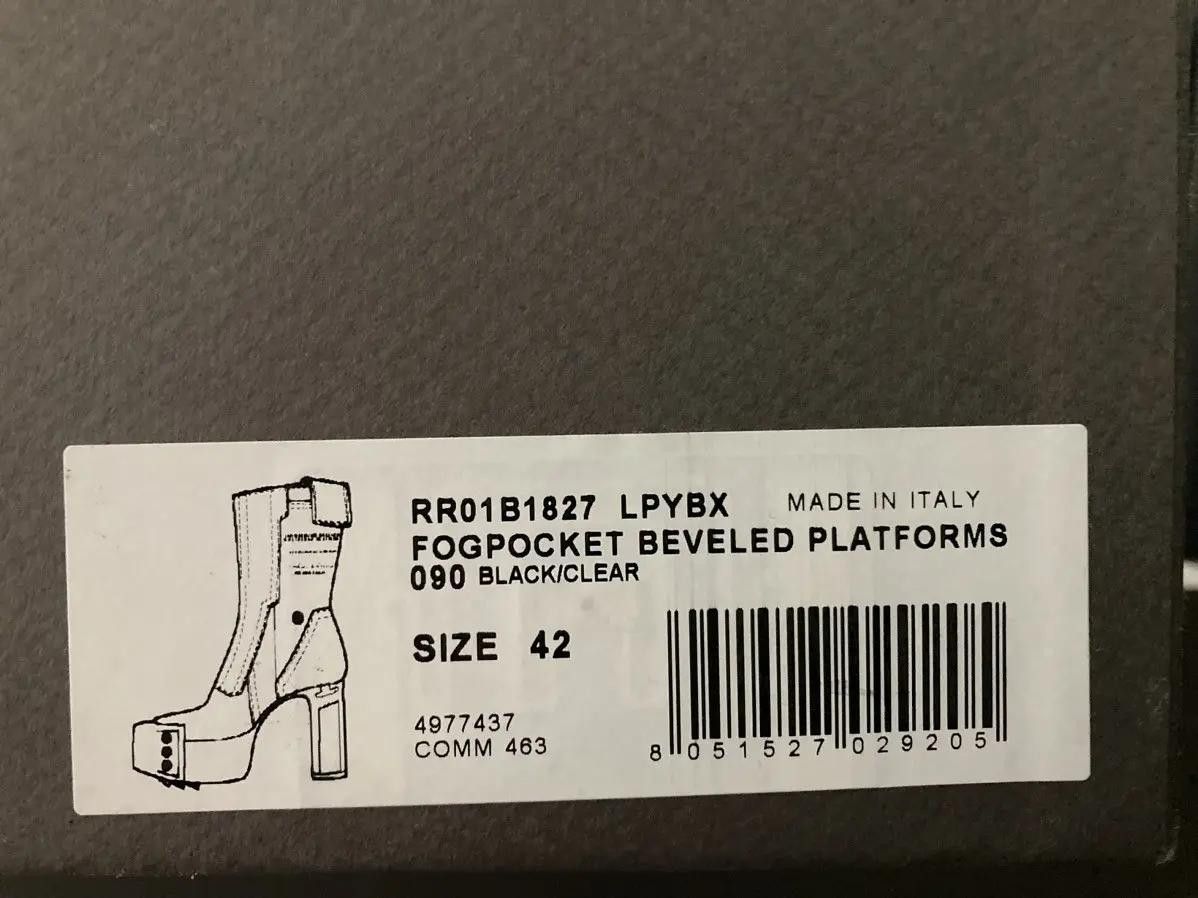 RR01B1827 LPYBX MADE IN ITALY
FOGPOCKET BEVELED PLATFORMS
090 BLACK/CLEAR
SIZE 42
4977437
COMM 463
8 051527 029205